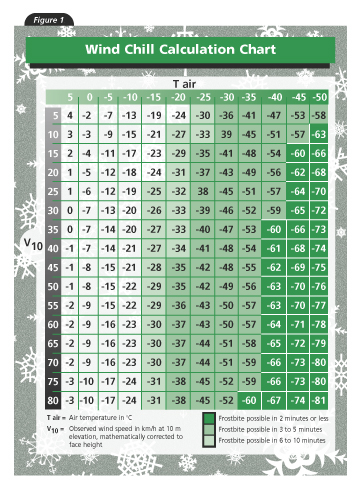 Figure 1
Wind Chill Calculation Chart
T air
5 0 -5 -10 -15 -20 -25 -30 -35 -40 -45 -50
5 4 -2 -7 -13 -19 -24 -30 -36 -41 -47 -53 -58
10 3 -3 -9 -15 -21 -27 -33 39 -45 -51 -57 -63
15 2 -4 -11 -17 -23 -29 -35 -41 -48 -54 -60 -66
20 1 -5 -12 -18 -24 -31 -37 -43 -49 -56 -62 -68
25 1 -6 -12 -19 -25 -32 38 -45 -51 -57 -64 -70
30 0 -7 -13 -20 -26 -33 -39 -46 -52 -59 -65 -72
35 0 -7 -14 -20 -27 -33 -40 -47 -53 -60 -66 -73
V10
40 -1 -7 -14 -21 -27 -34 -41 -48 -54 -61 -68 -74
45 -1 -8 -15 -21 -28 -35 -42 -48 -55 -62 -69 -75
50 -1 -8 -15 -22 -29 -35 -42 -49 -56 -63 -70 -76
55 -2 -9 -15 -22 -29 -36 -43 -50 -57 -63 -70 -77
60 -2 -9 -16 -23 -30 -37 -43 -50 -57 -64 -71 -78
65 -2 -9 -16 -23 -30 -37 -44 -51 -58 -65 -72 -79
70 -2 -9 -16 -23 -30 -37 -44 -51 -59 -66 -73 -80
75 -3 -10 -17 -24 -31 -38 -45 -52 -59 -66 -73 -80
80 -3 -10 -17 -24 -31 -38 -45 -52 -60 -67 -74 -81
T air = Air temperature in °C
V10 = Observed wind speed in km/h at 10 m
elevation, mathematically corrected to
face height
Frostbite possible in 2 minutes or less
Frostbite possible in 3 to 5 minutes
Frostbite possible in 6 to 10 minutes